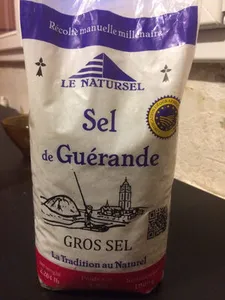 Récolte manuelle millénaire
LE NATURSEL
Sel
de Guérande
GROS SEL
La Tradition au Naturel